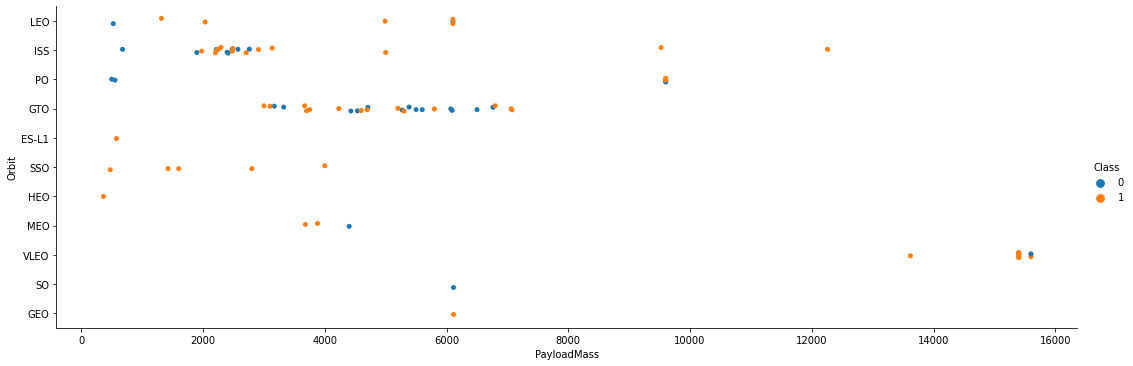 LEO
ISS
PO
GTO
ES-L1
SSO
HEO
MEO
VLEO
SO
GEO
Orbit
0
2000
4000
6000
8000
10000
12000
14000
16000
PayloadMass
Class
0
1